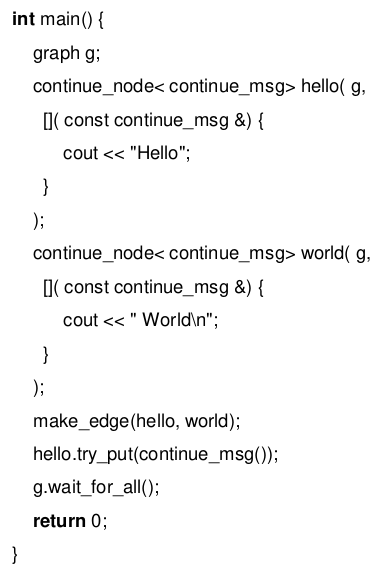 int main() {
graph g;
continue_node< continue_msg> hello( g,
[]( const continue_msg &) {
cout << "Hello";
}
);
continue_node< continue_msg> world( g,
[]( const continue_msg &) {
cout << " World\n";
}
);
make_edge(hello, world);
hello.try_put(continue_msg());
g.wait_for_all();
return 0;
}